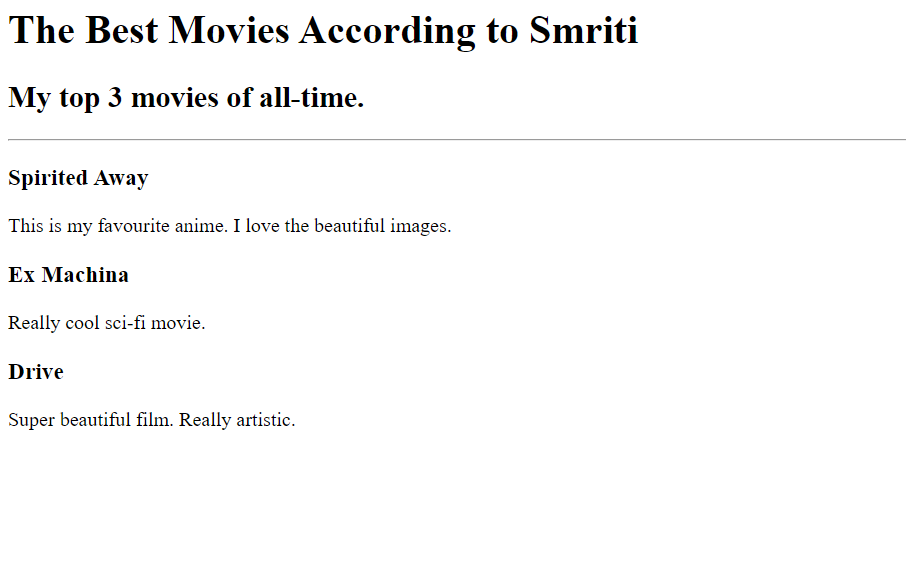 The Best Movies According to Smriti
My top 3 movies of all-time.
Spirited Away
This is my favourite anime. I love the beautiful images.
Ex Machina
Really cool sci-fi movie.
Drive
Super beautiful film. Really artistic.